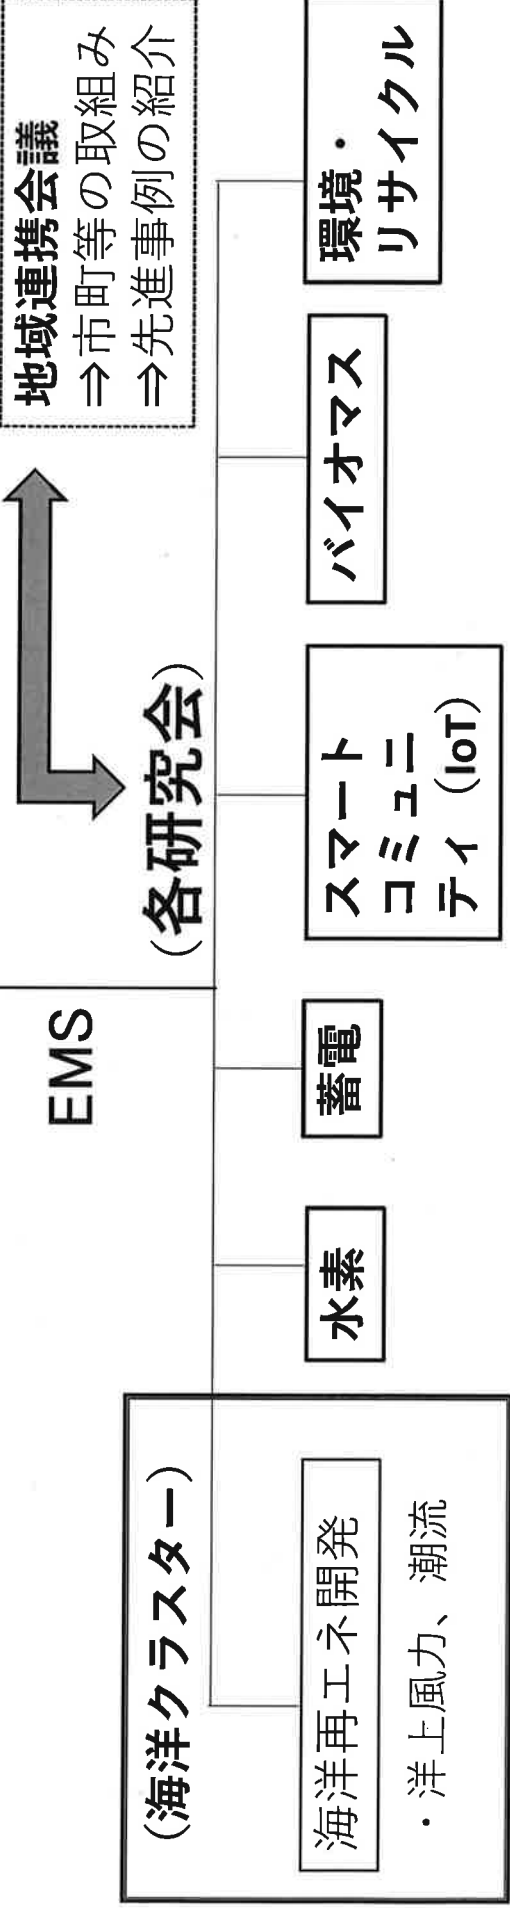 地域連携会議
⇒市町等の取組み
⇒先進事例の紹介
EMS
（各研究会）
（海洋クラスター）
海洋再エネ開発
・洋上風力、潮流
水素
蓄電
スマート
コミュニ
ティ（IoT）
バイオマス
環境・
リサイクル